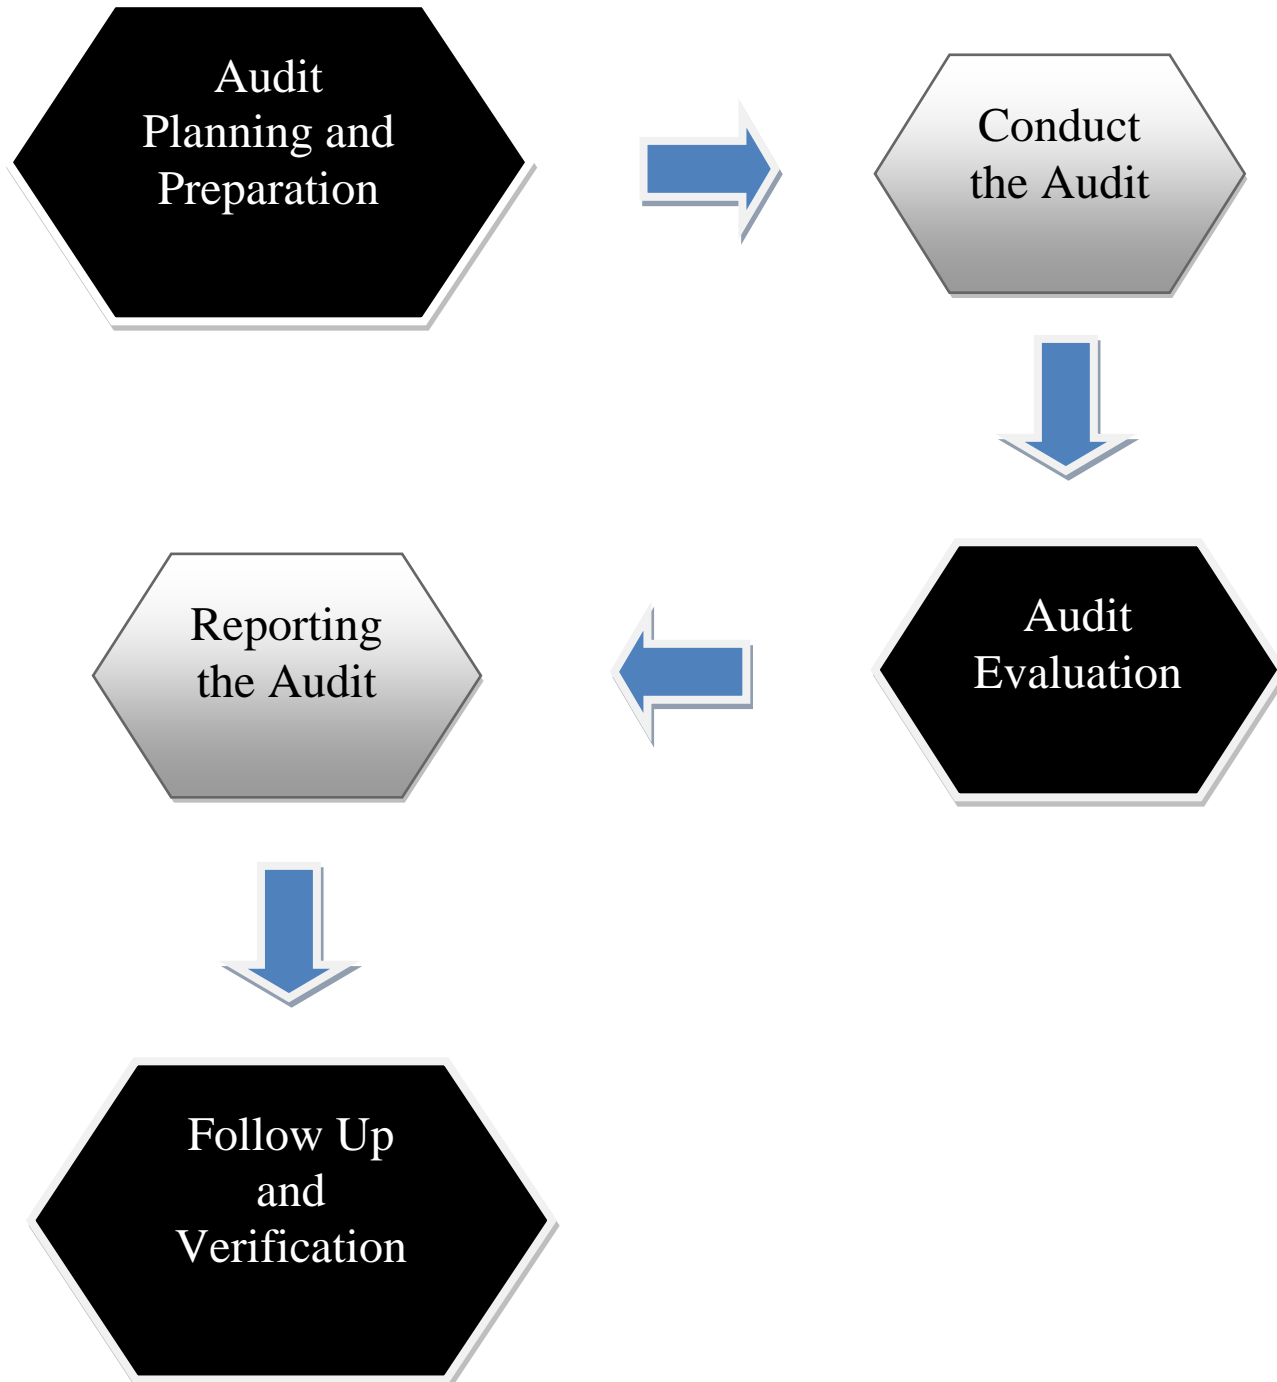 Audit
Planning and
Preparation
Conduct
the Audit
Audit
Evaluation
Reporting
the Audit
Follow Up
and
Verification